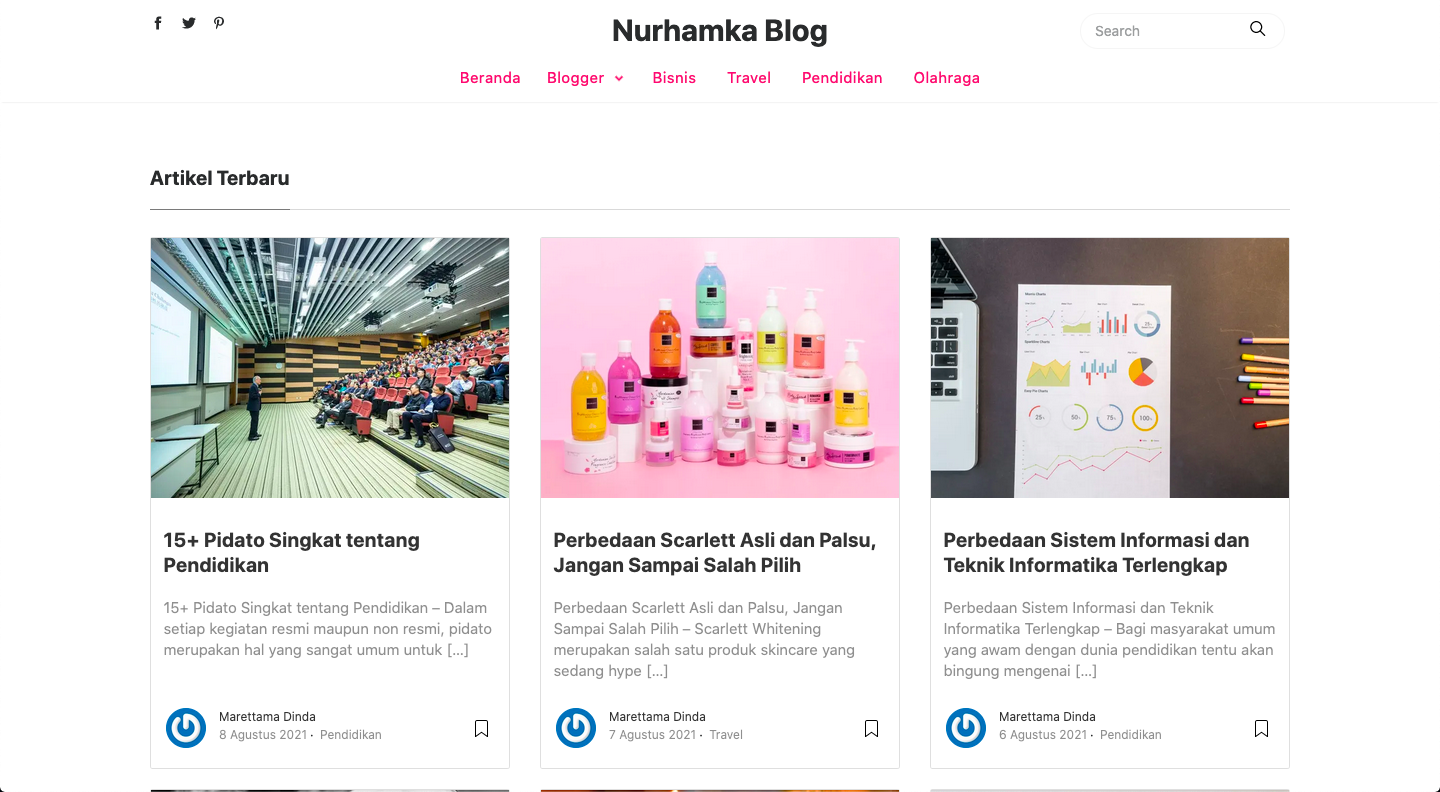 Nurhamka Blog
Search
Beranda Blogger Bisnis Travel Pendidikan Olahraga
Artikel Terbaru
15+ Pidato Singkat tentang
Pendidikan
15+ Pidato Singkat tentang Pendidikan – Dalam
setiap kegiatan resmi maupun non resmi, pidato
merupakan hal yang sangat umum untuk [...]
Marettama Dinda
8 Agustus 2021 · Pendidikan
Perbedaan Scarlett Asli dan Palsu,
Jangan Sampai Salah Pilih
Perbedaan Scarlett Asli dan Palsu, Jangan
Sampai Salah Pilih – Scarlett Whitening
merupakan salah satu produk skincare yang
sedang hype [...]
Marettama Dinda
7 Agustus 2021 · Travel
25%
50%
75%
100%
Perbedaan Sistem Informasi dan
Teknik Informatika Terlengkap
Perbedaan Sistem Informasi dan Teknik
Informatika Terlengkap – Bagi masyarakat umum
yang awam dengan dunia pendidikan tentu akan
bingung mengenai [...]
Marettama Dinda
6 Agustus 2021 · Pendidikan